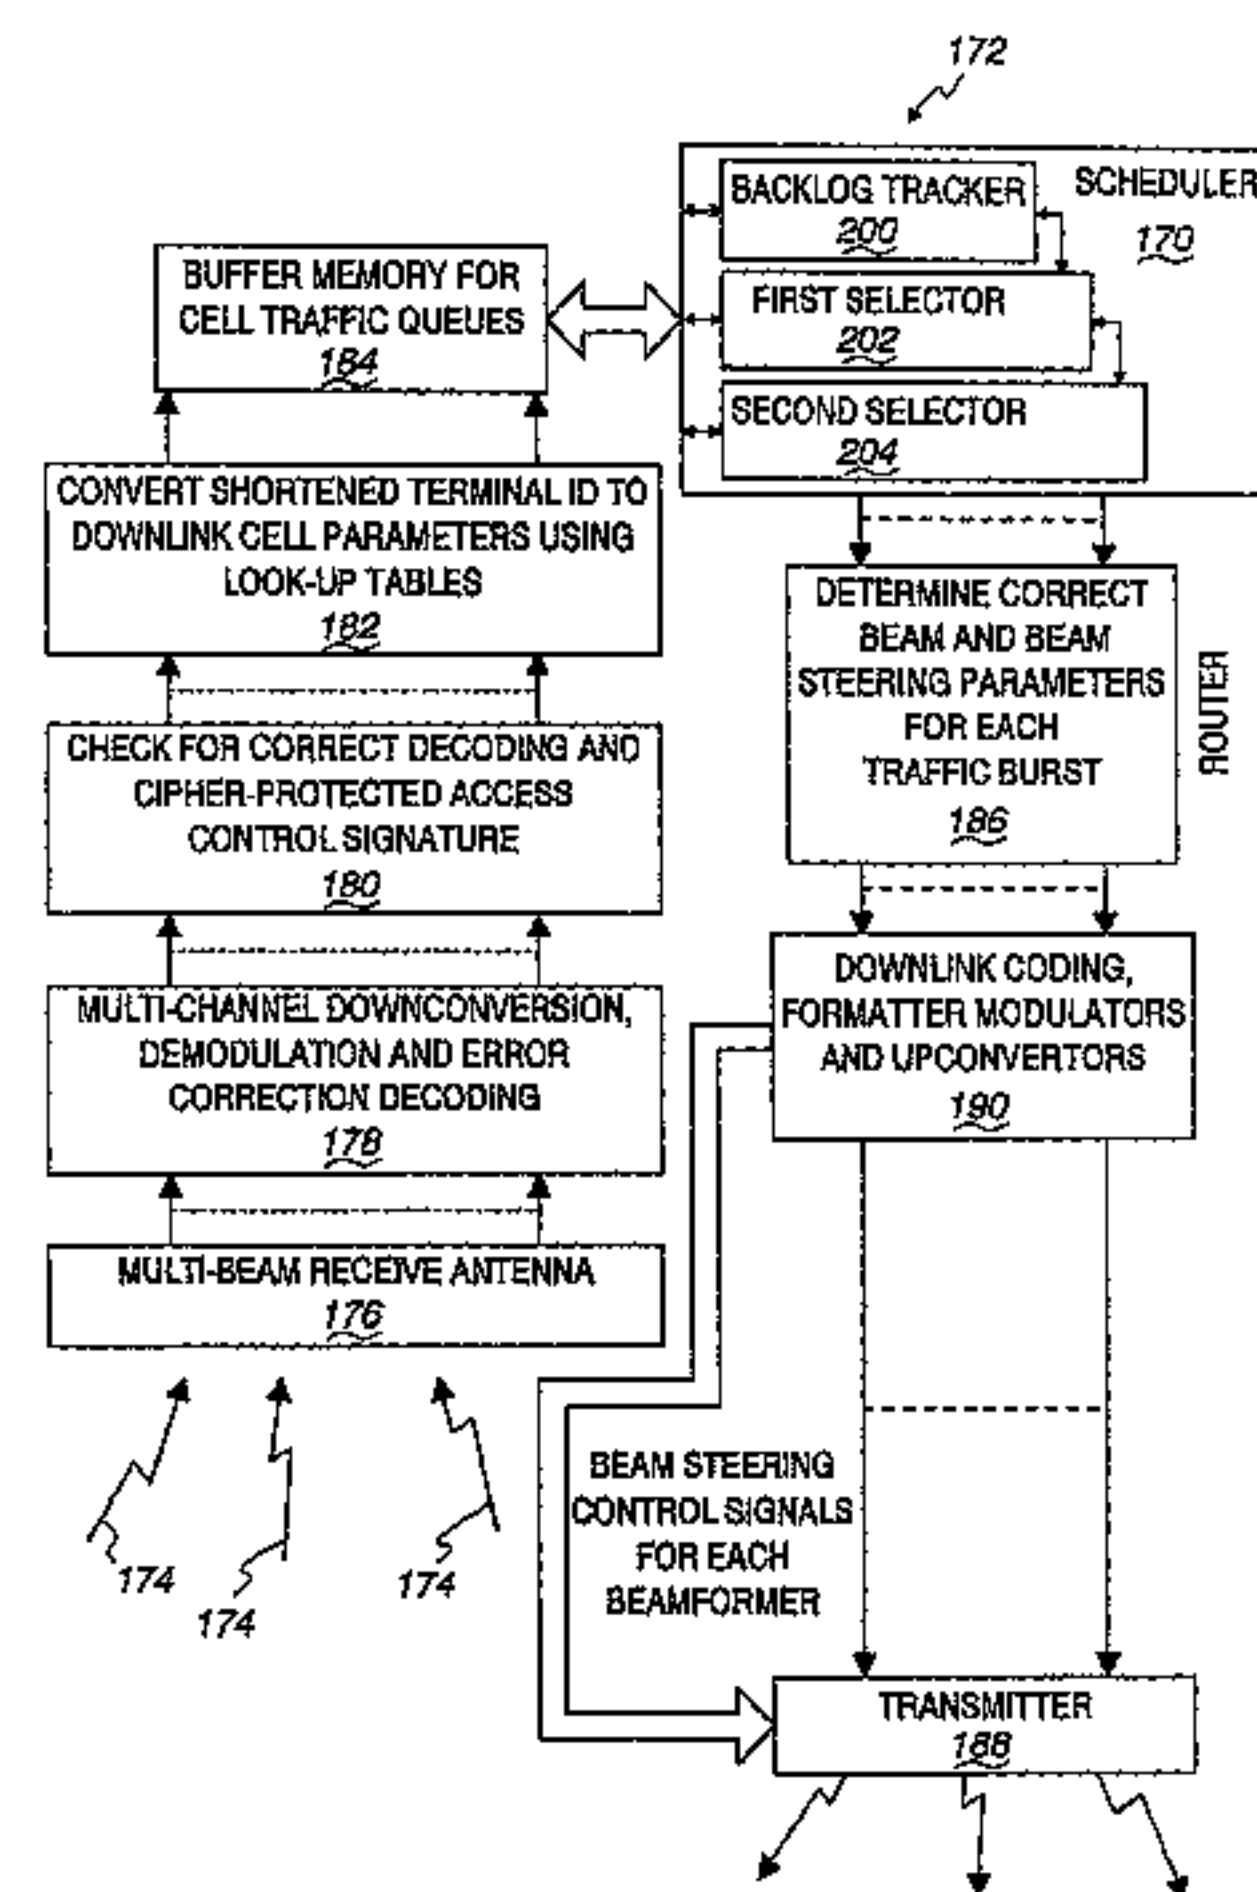 172
SCHEDULER
170
BACKLOG TRACKER
200
FIRST SELECTOR
202
SECOND SELECTOR
204
BUFFER MEMORY FOR
CELL TRAFFIC QUEUES
184
CONVERT SHORTENED TERMINAL ID TO
DOWNLINK CELL PARAMETERS USING
LOOK-UP TABLES
182
CHECK FOR CORRECT DECODING AND
CIPHER-PROTECTED ACCESS
CONTROL SIGNATURE
180
MULTI-CHANNEL DOWNCONVERSION,
DEMODULATION AND ERROR
CORRECTION DECODING
178
MULTI-BEAM RECEIVE ANTENNA
176
174
174
174
DETERMINE CORRECT
BEAM AND BEAM
STEERING PARAMETERS
FOR EACH
TRAFFIC BURST
186
ROUTER
DOWNLINK CODING,
FORMATTER MODULATORS
AND UPCONVERTORS
190
BEAM STEERING
CONTROL SIGNALS
FOR EACH
BEAMFORMER
TRANSMITTER
188